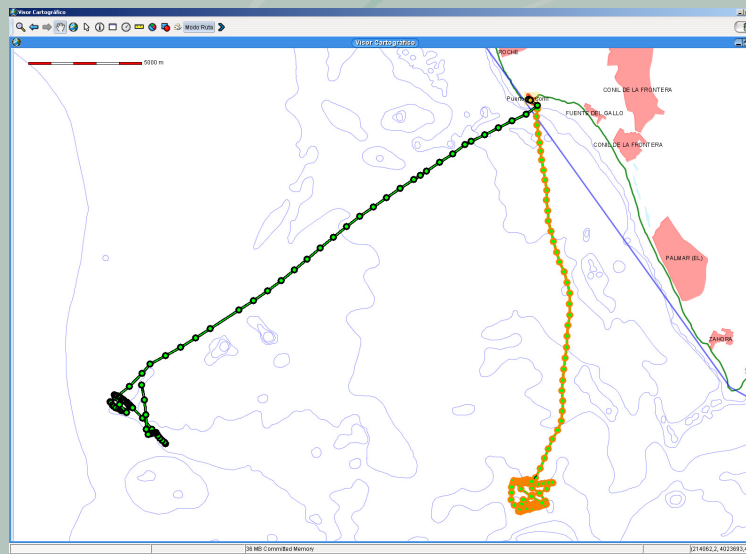 Visor Cartográfico
Modo Ruta
Visor Cartográfico
5000 m
ROCHE
CONIL DE LA FRONTERA
FUENTE DEL GALLO
CONIL DE LA FRONTERA
PALMAR (EL)
ZAHORA
38 MB Committed Memory